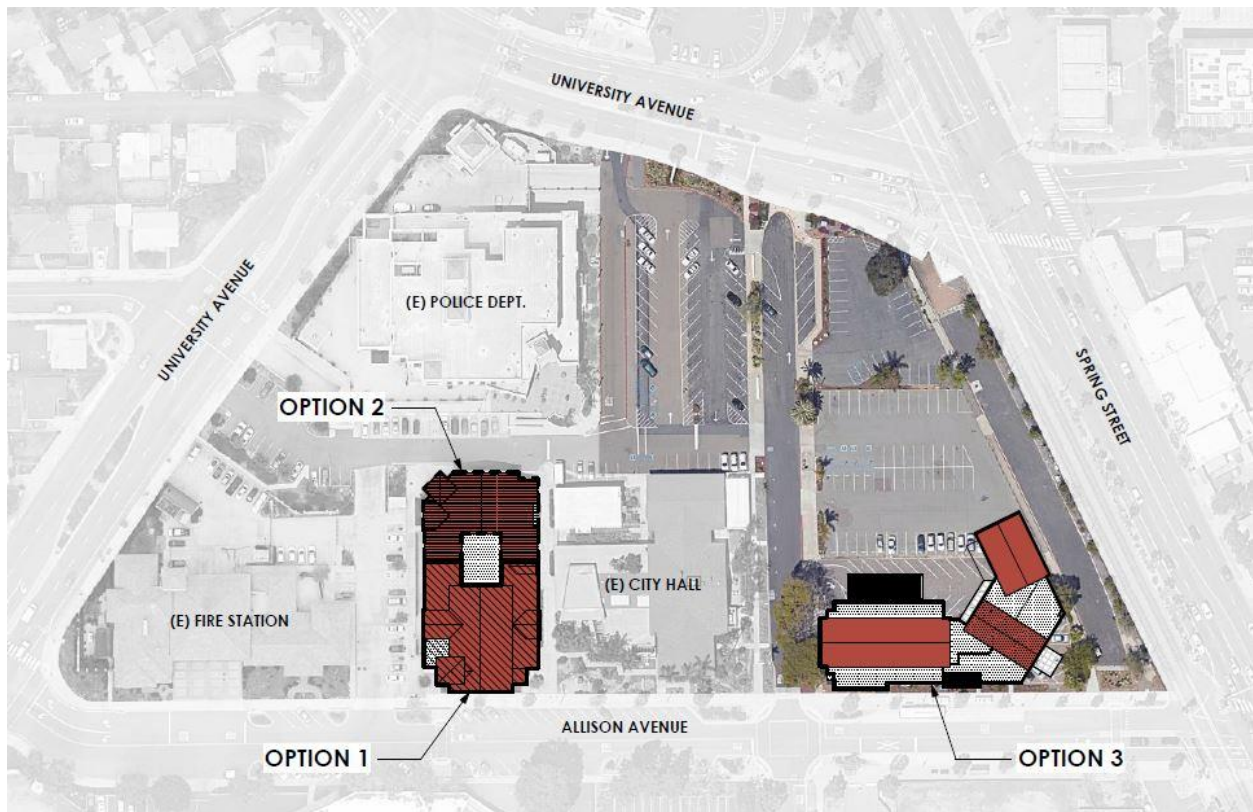 UNIVERSITY AVENUE
UNIVERSITY AVENUE
(E) POLICE DEPT.
OPTION 2
SPRING STREET
(E) CITY HALL
(E) FIRE STATION
ALLISON AVENUE
OPTION 1
OPTION 3